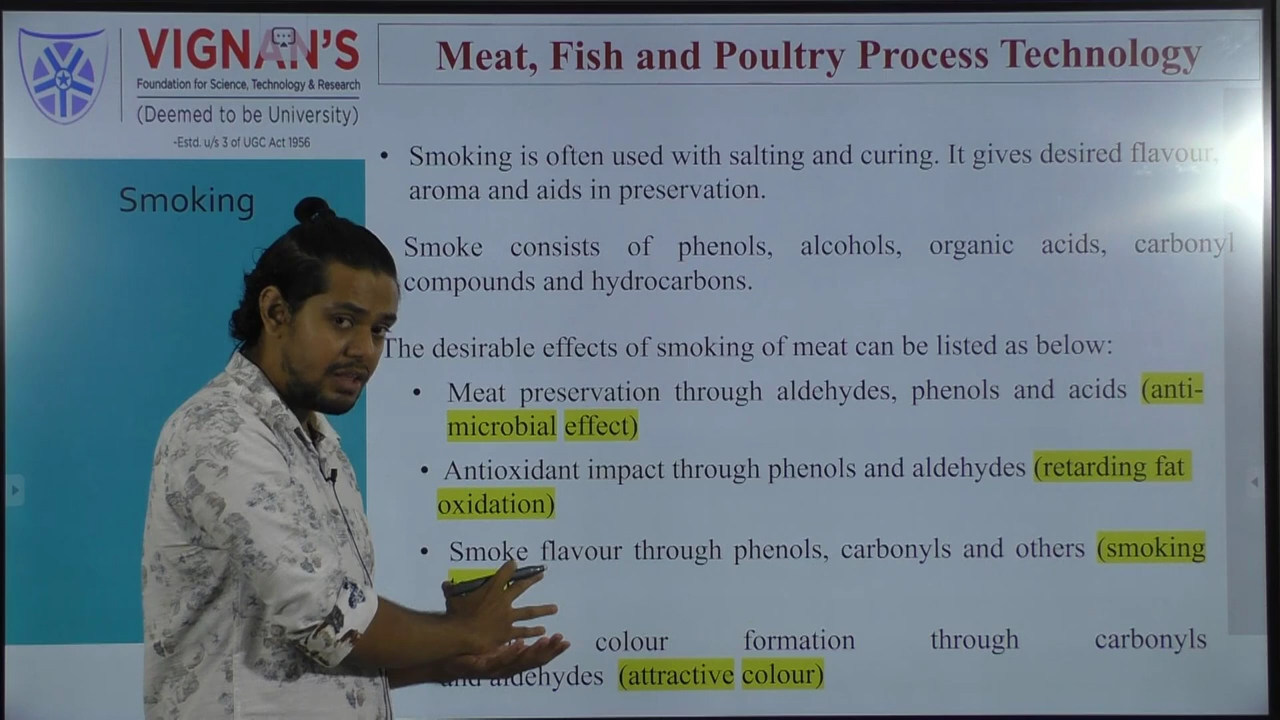 VIGNAN'S
Foundation for Science, Technology & Research
(Deemed to be University)
-Estd. u/s 3 of UGC Act 1956
Smoking
Meat, Fish and Poultry Process Technology
• Smoking is often used with salting and curing. It gives desired flavour,
aroma and aids in preservation.
Smoke consists of phenols, alcohols, organic acids, carbonyl
compounds and hydrocarbons.
The desirable effects of smoking of meat can be listed as below:
• Meat preservation through aldehydes, phenols and acids (anti-
microbial effect)
• Antioxidant impact through phenols and aldehydes (retarding fat
oxidation)
• Smoke flavour through phenols, carbonyls and others (smoking
colour formation through carbonyls
and aldehydes (attractive colour)